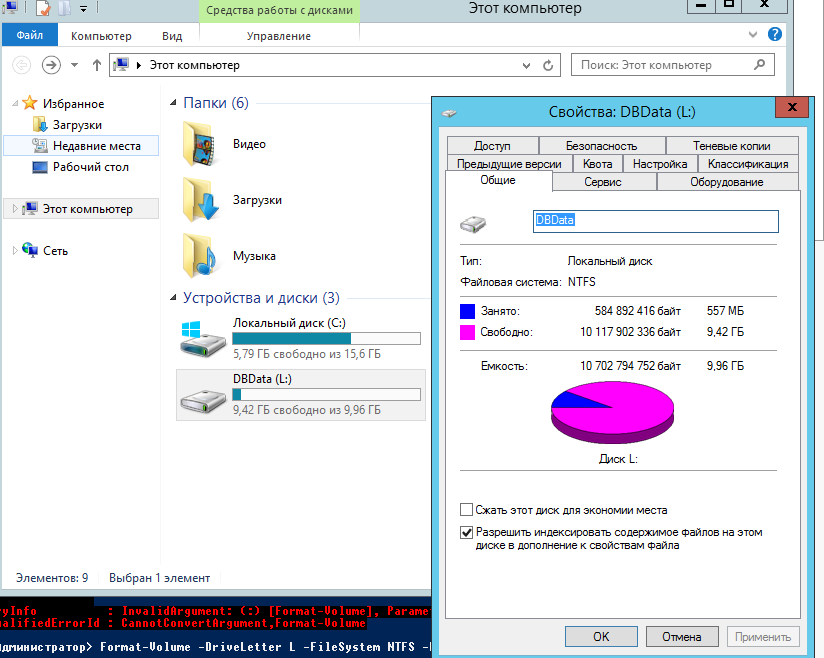 Средства работы с дисками
Этот компьютер
Файл
Компьютер
Вид
Управление
Этот компьютер
Поиск: Этот компьютер
Избранное
Загрузки
Недавние места
Рабочий стол
Этот компьютер
Сеть
Папки (6)
Видео
Загрузки
Музыка
Устройства и диски (3)
Локальный диск (C:)
5,79 ГБ свободно из 15,6 ГБ
DBData (L:)
9,42 ГБ свободно из 9,96 ГБ
Элементов: 9 Выбран 1 элемент
Свойства: DBData (L:)
Доступ Безопасность Теневые копии
Предыдущие версии Квота Настройка Классификация
Общие Сервис Оборудование
DBData
Тип: Локальный диск
Файловая система: NTFS
Занято: 584 892 416 байт 557 МБ
Свободно: 10 117 902 336 байт 9,42 ГБ
Емкость: 10 702 794 752 байт 9,96 ГБ
Диск L:
Сжать этот диск для экономии места
Разрешить индексировать содержимое файлов на этом
диске в дополнение к свойствам файла
OK Отмена Применить
ryInfo : InvalidArgument: (:) [Format-Volume], Parame
alifiedErorId : CannotConvertArgument,Format-Volume
дминистратор> Format-Volume -DriveLetter L -FileSystem NTFS -